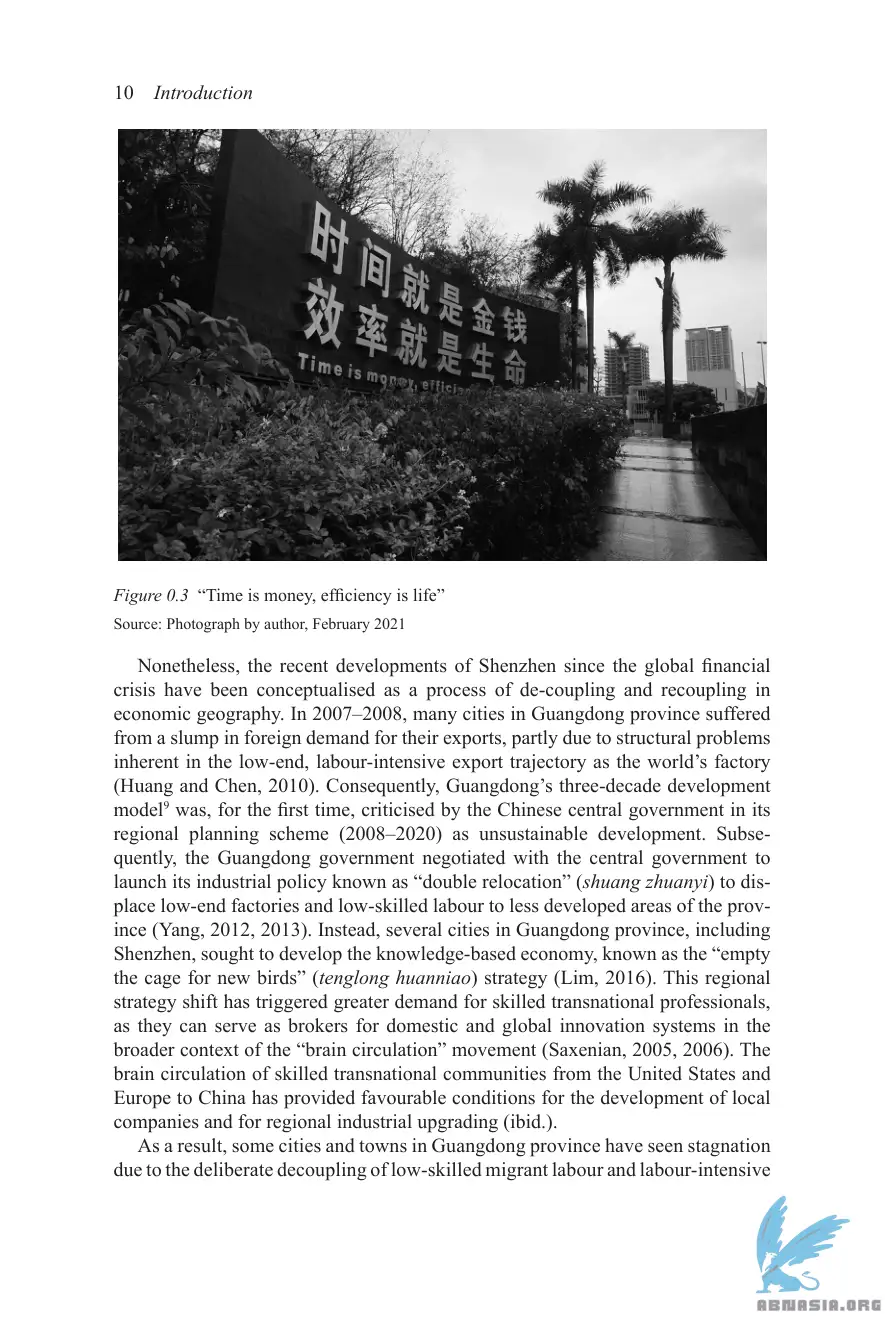 10 Introduction
时间就是金钱
效率就是生命
Time is money, efficien
Figure 0.3 “Time is money, efficiency is life”
Source: Photograph by author, February 2021
Nonetheless, the recent developments of Shenzhen since the global financial
crisis have been conceptualised as a process of de-coupling and recoupling in
economic geography. In 2007–2008, many cities in Guangdong province suffered
from a slump in foreign demand for their exports, partly due to structural problems
inherent in the low-end, labour-intensive export trajectory as the world’s factory
(Huang and Chen, 2010). Consequently, Guangdong’s three-decade development
model⁹ was, for the first time, criticised by the Chinese central government in its
regional planning scheme (2008–2020) as unsustainable development. Subse-
quently, the Guangdong government negotiated with the central government to
launch its industrial policy known as “double relocation” (shuang zhuanyi) to dis-
place low-end factories and low-skilled labour to less developed areas of the prov-
ince (Yang, 2012, 2013). Instead, several cities in Guangdong province, including
Shenzhen, sought to develop the knowledge-based economy, known as the “empty
the cage for new birds” (tenglong huanniao) strategy (Lim, 2016). This regional
strategy shift has triggered greater demand for skilled transnational professionals,
as they can serve as brokers for domestic and global innovation systems in the
broader context of the “brain circulation” movement (Saxenian, 2005, 2006). The
brain circulation of skilled transnational communities from the United States and
Europe to China has provided favourable conditions for the development of local
companies and for regional industrial upgrading (ibid.).
As a result, some cities and towns in Guangdong province have seen stagnation
due to the deliberate decoupling of low-skilled migrant labour and labour-intensive
ABNASIA.ORG